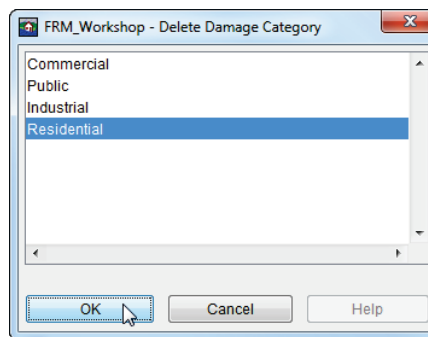 FRM_Workshop - Delete Damage Category
Commercial
Public
Industrial
Residential
OK
Cancel
Help